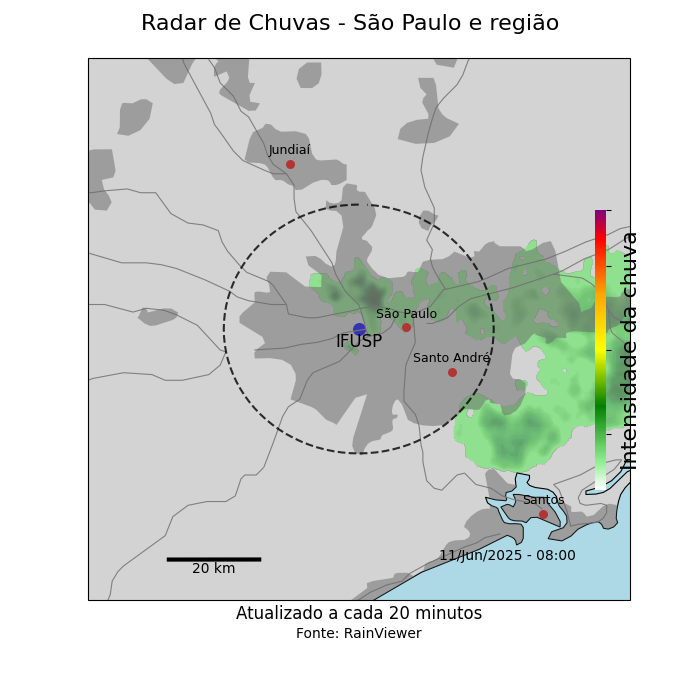 Radar de Chuvas - São Paulo e região
Jundiaí
São Paulo
IFUSP
Santo André
Intensidade da chuva
Santos
11/Jun/2025 - 08:00
20 km
Atualizado a cada 20 minutos
Fonte: RainViewer